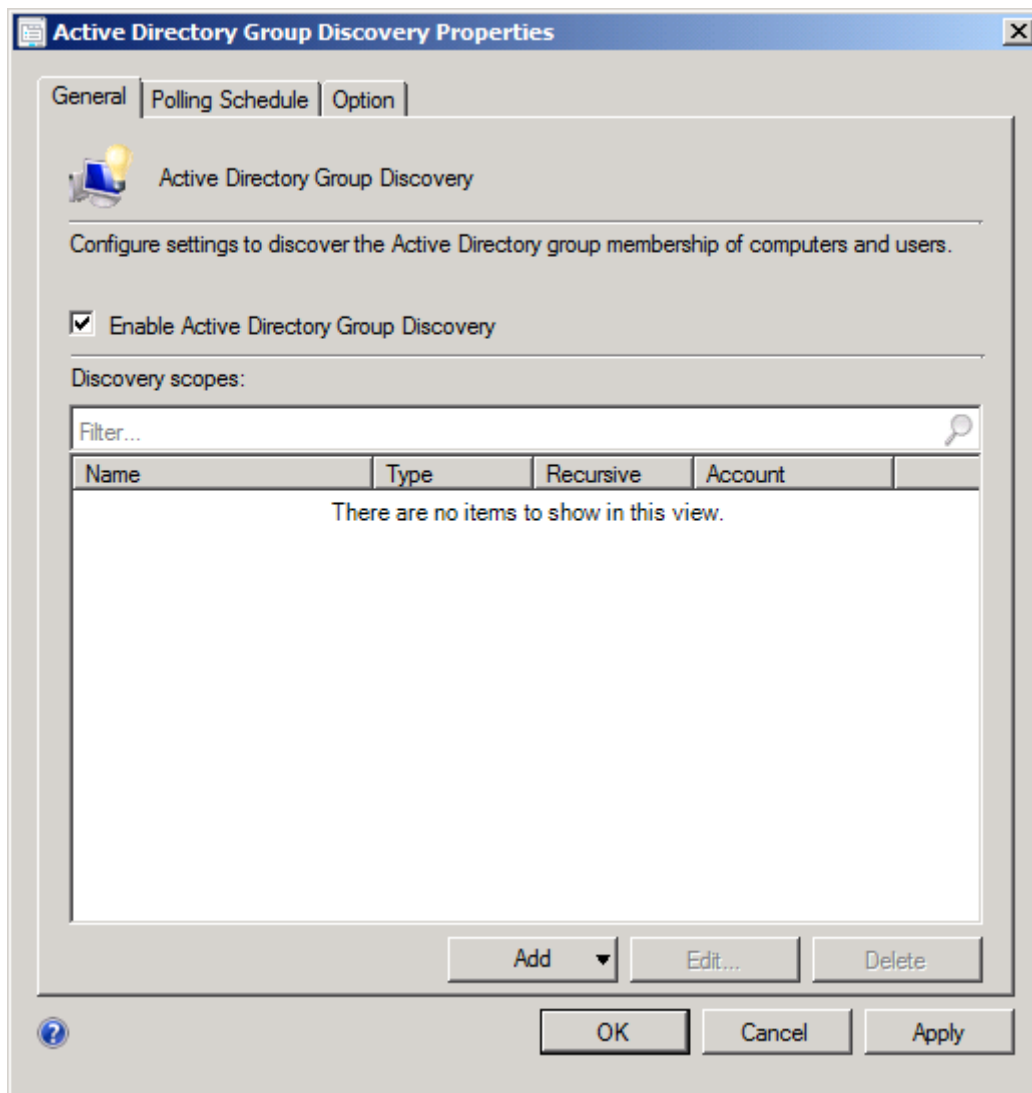 Active Directory Group Discovery Properties
General Polling Schedule Option
Active Directory Group Discovery
Configure settings to discover the Active Directory group membership of computers and users.
Enable Active Directory Group Discovery
Discovery scopes:
Filter...
Name Type Recursive Account
There are no items to show in this view.
Add Edit... Delete
OK Cancel Apply